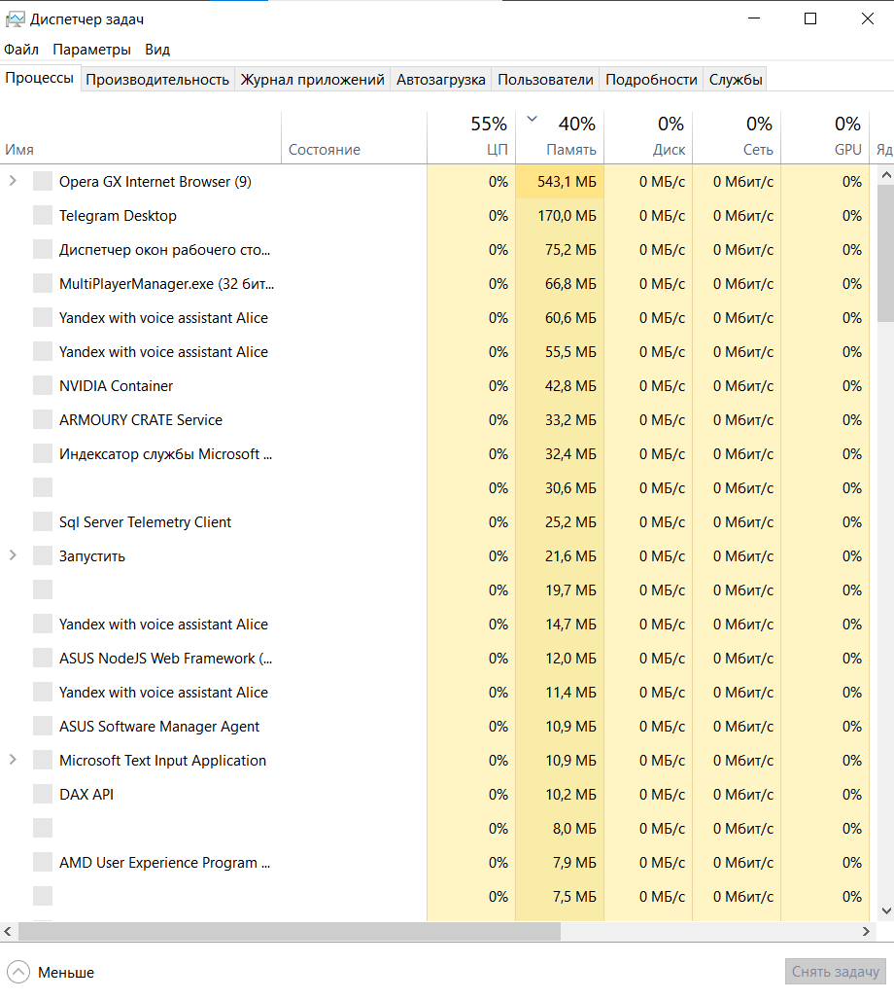 Диспетчер задач
Файл Параметры Вид
Процессы Производительность Журнал приложений Автозагрузка Пользователи Подробности Службы
55% 40% 0% 0% 0%
Имя Состояние ЦП Память Диск Сеть GPU Яд
Opera GX Internet Browser (9) 0% 543,1 МБ 0 МБ/с 0 Мбит/с 0%
Telegram Desktop 0% 170,0 МБ 0 МБ/с 0 Мбит/с 0%
Диспетчер окон рабочего сто... 0% 75,2 МБ 0 МБ/с 0 Мбит/с 0%
MultiPlayerManager.exe (32 бит... 0% 66,8 МБ 0 МБ/с 0 Мбит/с 0%
Yandex with voice assistant Alice 0% 60,6 МБ 0 МБ/с 0 Мбит/с 0%
Yandex with voice assistant Alice 0% 55,5 МБ 0 МБ/с 0 Мбит/с 0%
NVIDIA Container 0% 42,8 МБ 0 МБ/с 0 Мбит/с 0%
ARMOURY CRATE Service 0% 33,2 МБ 0 МБ/с 0 Мбит/с 0%
Индексатор службы Microsoft ... 0% 32,4 МБ 0 МБ/с 0 Мбит/с 0%
0% 30,6 МБ 0 МБ/с 0 Мбит/с 0%
Sql Server Telemetry Client 0% 25,2 МБ 0 МБ/с 0 Мбит/с 0%
Запустить 0% 21,6 МБ 0 МБ/с 0 Мбит/с 0%
0% 19,7 МБ 0 МБ/с 0 Мбит/с 0%
Yandex with voice assistant Alice 0% 14,7 МБ 0 МБ/с 0 Мбит/с 0%
ASUS NodeJS Web Framework (... 0% 12,0 МБ 0 МБ/с 0 Мбит/с 0%
Yandex with voice assistant Alice 0% 11,4 МБ 0 МБ/с 0 Мбит/с 0%
ASUS Software Manager Agent 0% 10,9 МБ 0 МБ/с 0 Мбит/с 0%
Microsoft Text Input Application 0% 10,9 МБ 0 МБ/с 0 Мбит/с 0%
DAX API 0% 10,2 МБ 0 МБ/с 0 Мбит/с 0%
0% 8,0 МБ 0 МБ/с 0 Мбит/с 0%
AMD User Experience Program ... 0% 7,9 МБ 0 МБ/с 0 Мбит/с 0%
0% 7,5 МБ 0 МБ/с 0 Мбит/с 0%
Меньше Снять задачу